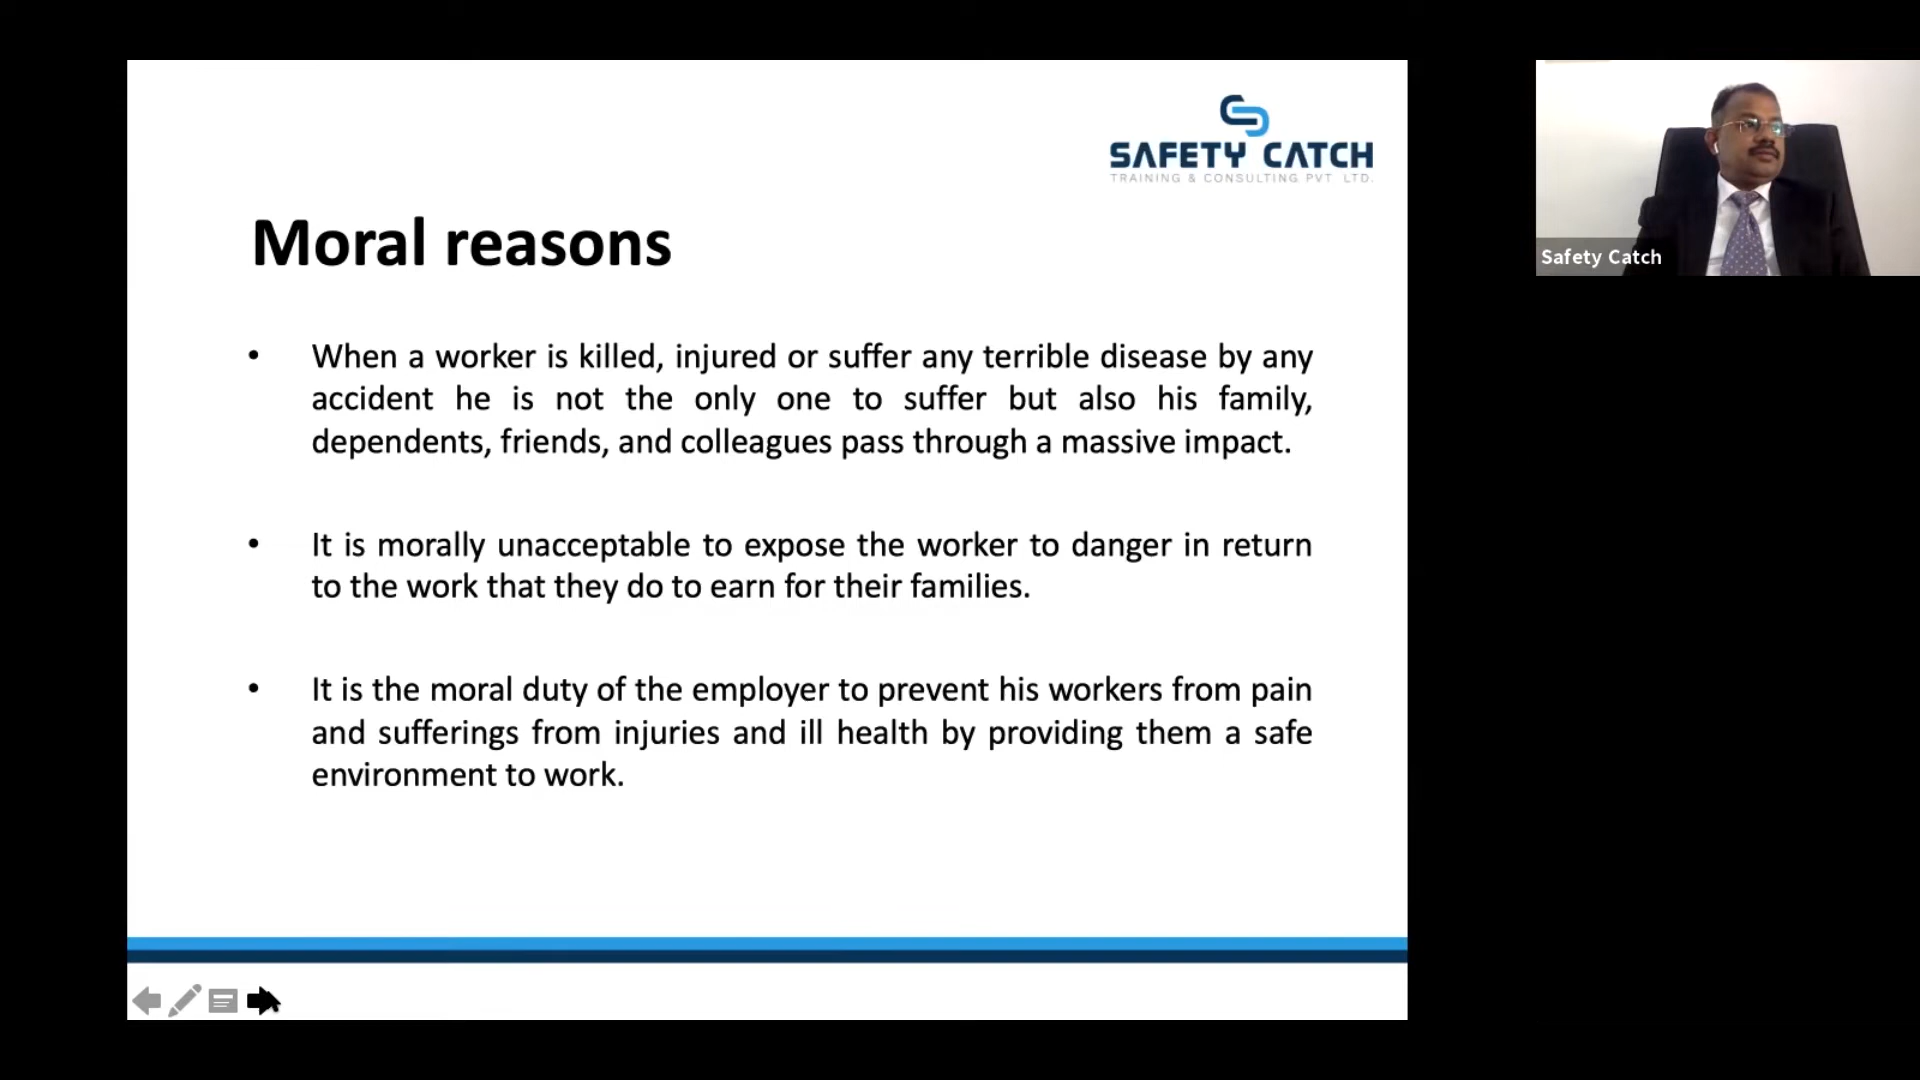 SAFETY CATCH
TRAINING & CONSULTING PVT LTD.
Moral reasons
• When a worker is killed, injured or suffer any terrible disease by any
accident he is not the only one to suffer but also his family,
dependents, friends, and colleagues pass through a massive impact.
• It is morally unacceptable to expose the worker to danger in return
to the work that they do to earn for their families.
• It is the moral duty of the employer to prevent his workers from pain
and sufferings from injuries and ill health by providing them a safe
environment to work.
Safety Catch